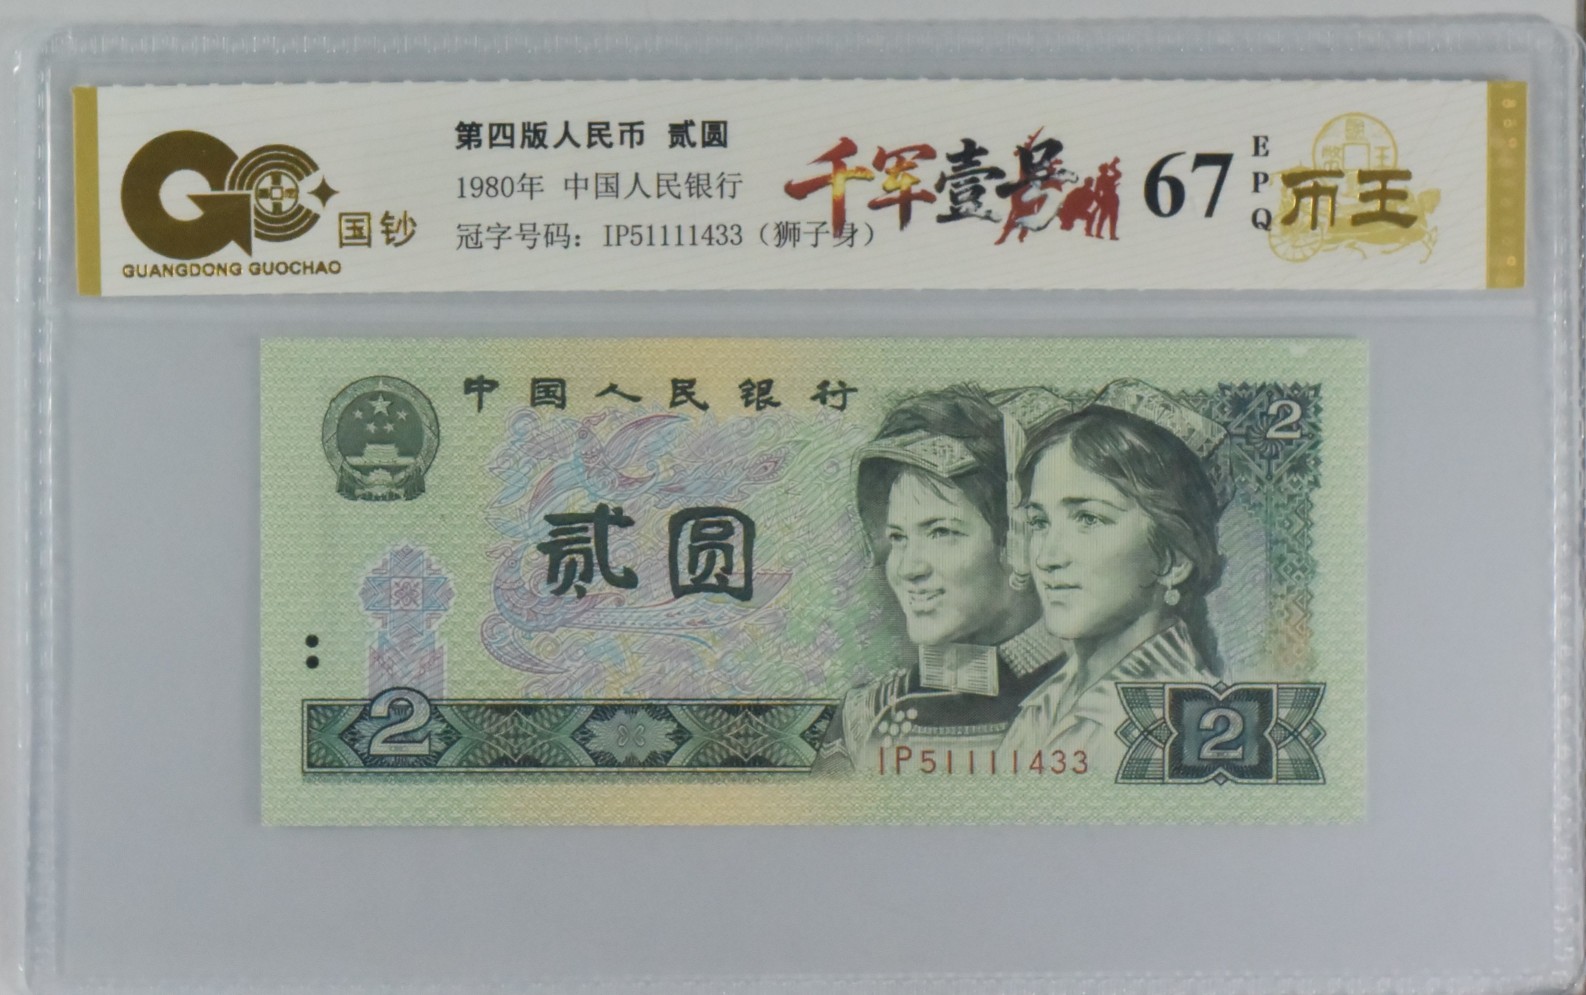 GC
国钞
GUANGDONG GUOCHAO
第四版人民币 贰圆
1980年 中国人民银行
冠字号码：IP51111433（狮子身）
千军壹号
67
EPQ
币王
中国人民银行
2
贰圆
2
2
IP51111433